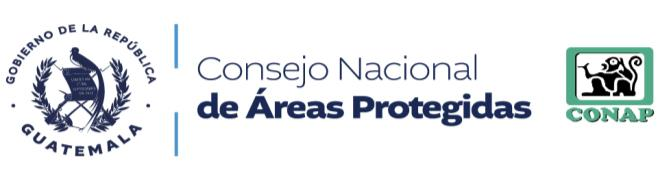 GOBIERNO DE LA REPÚBLICA
GUATEMALA
Consejo Nacional
de Áreas Protegidas
CONAP